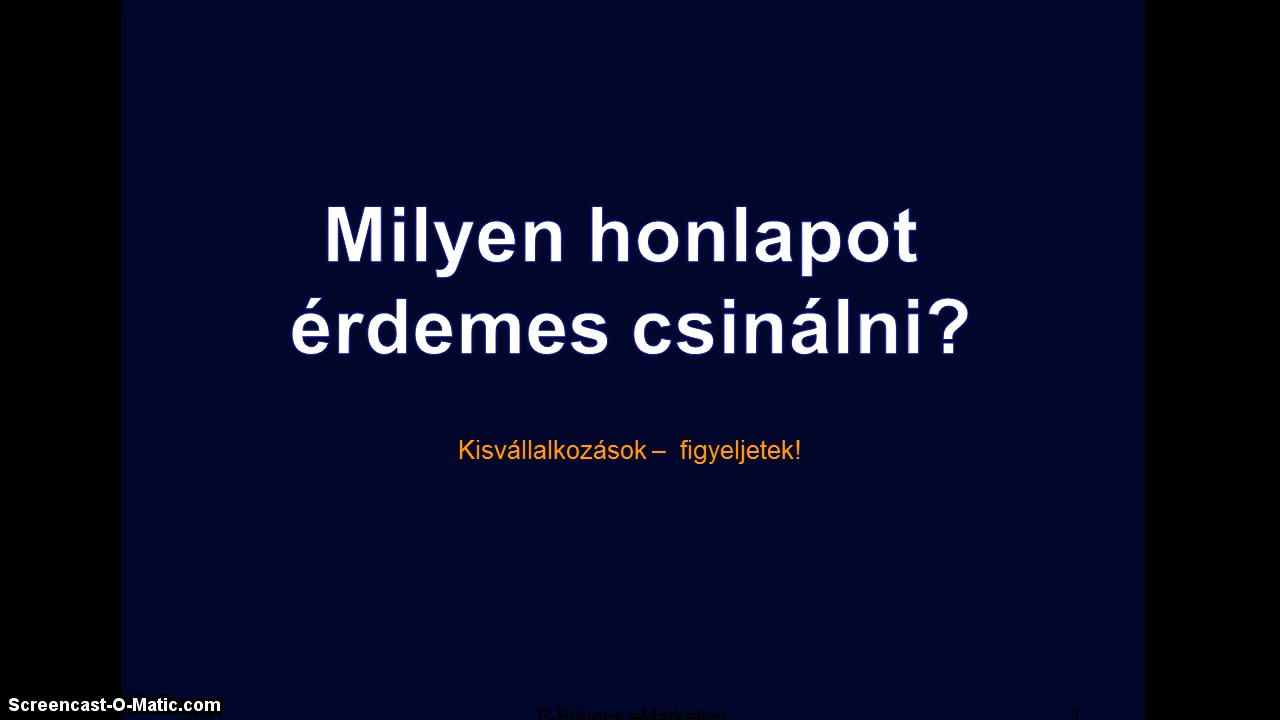 Milyen honlapot
érdemes csinálni?
Kisvállalkozások – figyeljetek!
Screencast-O-Matic.com